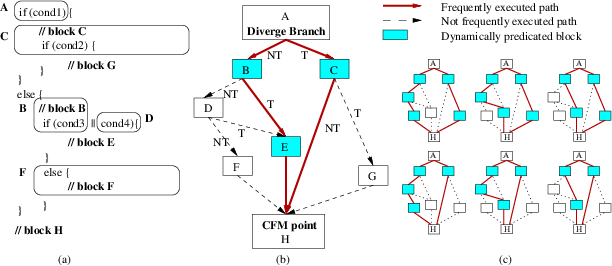 A if (cond1) {
C // block C
if (cond2) {
// block G
}
}
else {
B // block B
if (cond3 || cond4) { D
// block E
}
F else {
// block F
}
}
// block H
(a)
A
Diverge Branch
NT T
B C
NT
D T T
T
E
NT NT
F G
CFM point
H
(b)
Frequently executed path
Not frequently executed path
Dynamically predicated block
A A A
H H H
A A A
H H H
(c)